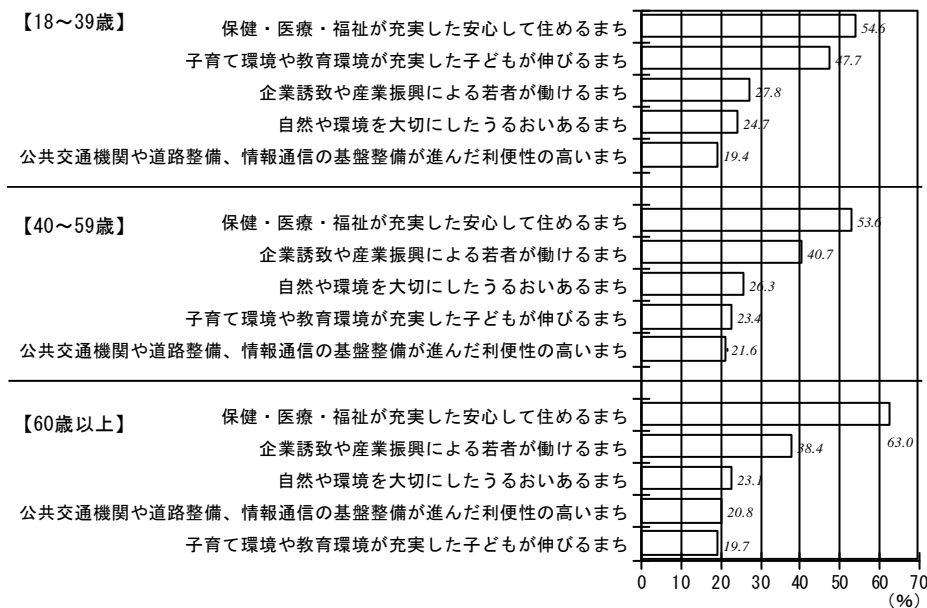 【18～39歳】
保健・医療・福祉が充実した安心して住めるまち 54.6
子育て環境や教育環境が充実した子どもが伸びるまち 47.7
企業誘致や産業振興による若者が働けるまち 27.8
自然や環境を大切にしたうるおいあるまち 24.7
公共交通機関や道路整備、情報通信の基盤整備が進んだ利便性の高いまち 19.4
【40～59歳】
保健・医療・福祉が充実した安心して住めるまち 53.6
企業誘致や産業振興による若者が働けるまち 40.7
自然や環境を大切にしたうるおいあるまち 26.3
子育て環境や教育環境が充実した子どもが伸びるまち 23.4
公共交通機関や道路整備、情報通信の基盤整備が進んだ利便性の高いまち 21.6
【60歳以上】
保健・医療・福祉が充実した安心して住めるまち 63.0
企業誘致や産業振興による若者が働けるまち 38.4
自然や環境を大切にしたうるおいあるまち 23.1
公共交通機関や道路整備、情報通信の基盤整備が進んだ利便性の高いまち 20.8
子育て環境や教育環境が充実した子どもが伸びるまち 19.7
0 10 20 30 40 50 60 70
(%)